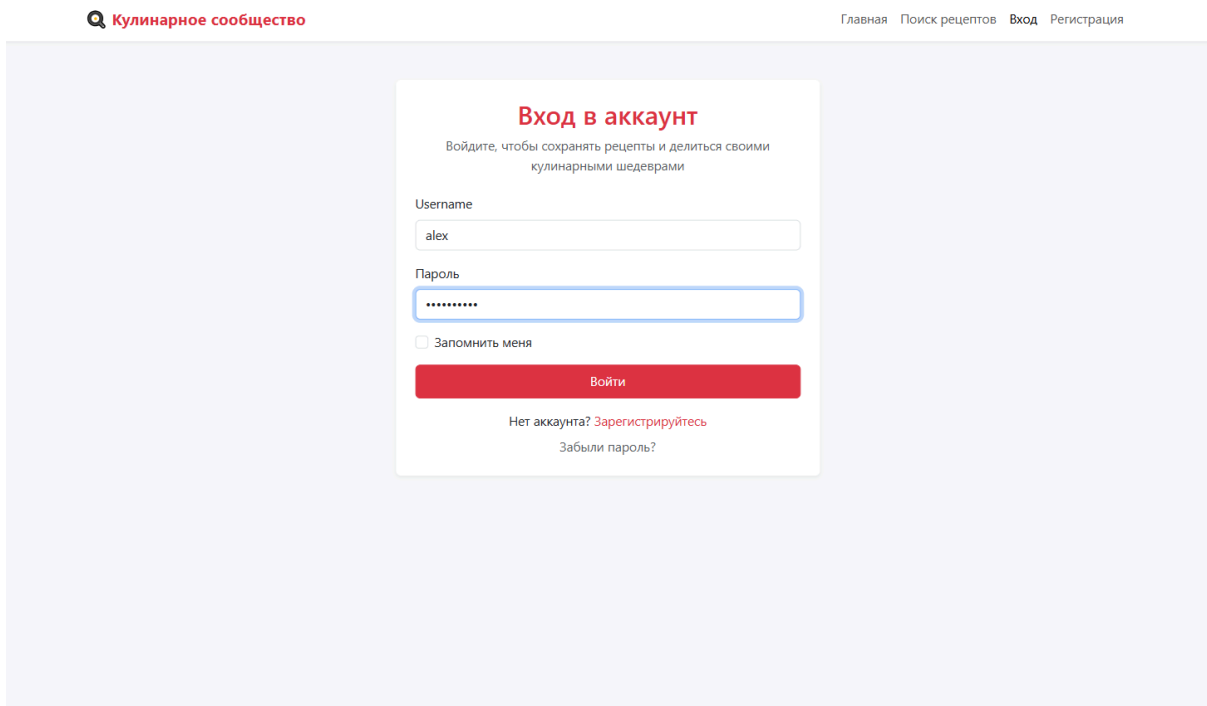 Кулинарное сообщество
Главная Поиск рецептов Вход Регистрация
Вход в аккаунт
Войдите, чтобы сохранять рецепты и делиться своими
кулинарными шедеврами
Username
alex
Пароль
••••••••••
Запомнить меня
Войти
Нет аккаунта? Зарегистрируйтесь
Забыли пароль?